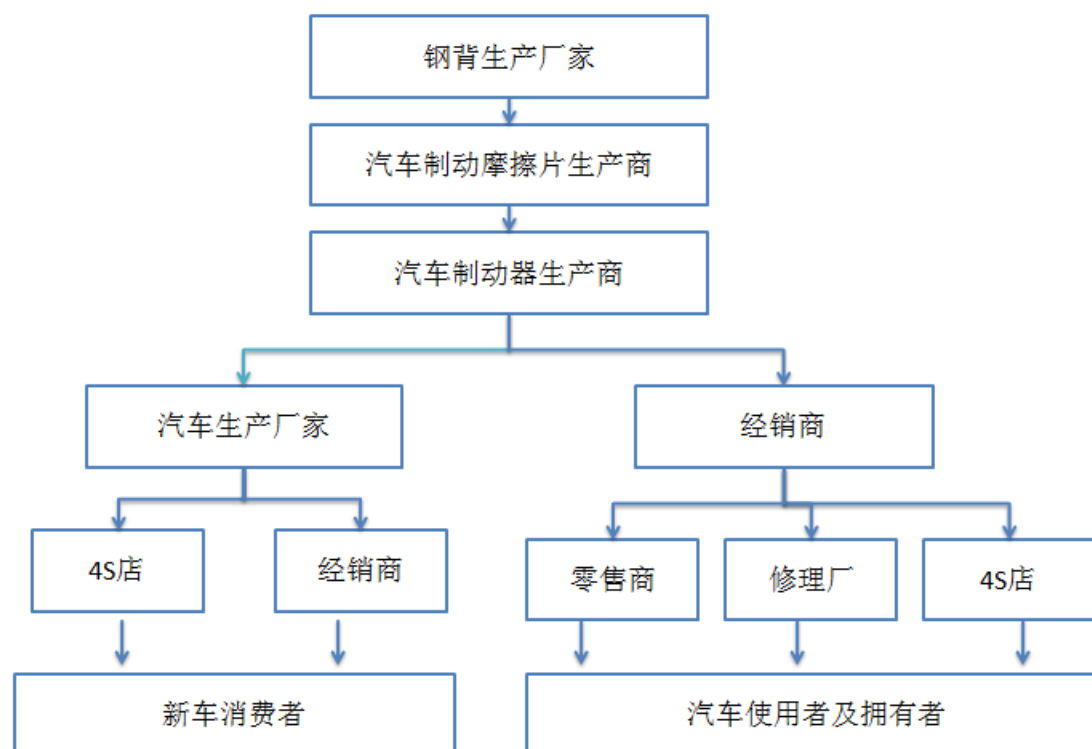 钢背生产厂家
汽车制动摩擦片生产商
汽车制动器生产商
汽车生产厂家
经销商
4S店
经销商
零售商
修理厂
4S店
新车消费者
汽车使用者及拥有者